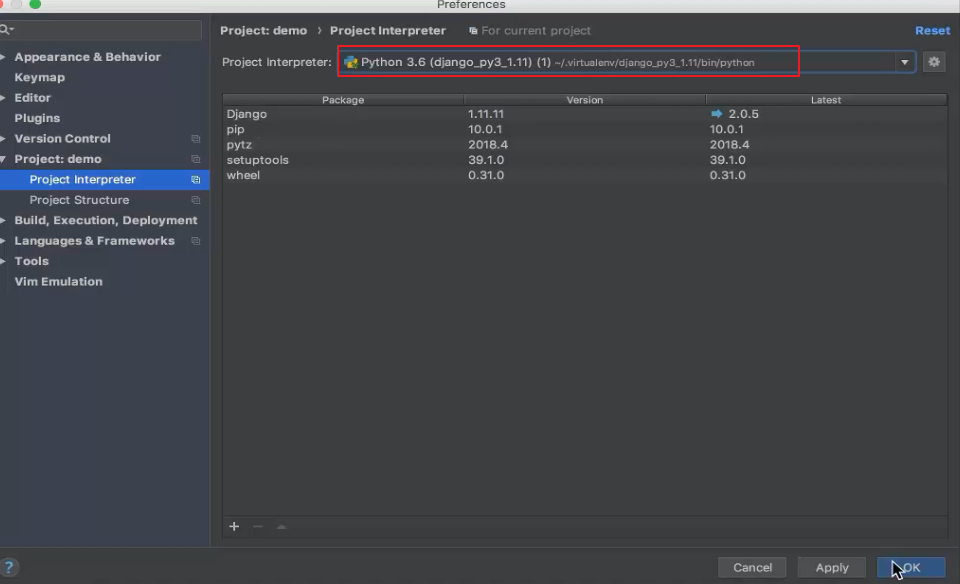 Preferences
Project: demo › Project Interpreter For current project Reset
Appearance & Behavior
Keymap
Editor
Plugins
Version Control
Project: demo
Project Interpreter
Project Structure
Build, Execution, Deployment
Languages & Frameworks
Tools
Vim Emulation
Project Interpreter: Python 3.6 (django_py3_1.11) (1) ~/.virtualenv/django_py3_1.11/bin/python
Package Version Latest
Django 1.11.11 2.0.5
pip 10.0.1 10.0.1
pytz 2018.4 2018.4
setuptools 39.1.0 39.1.0
wheel 0.31.0 0.31.0
? Cancel Apply OK